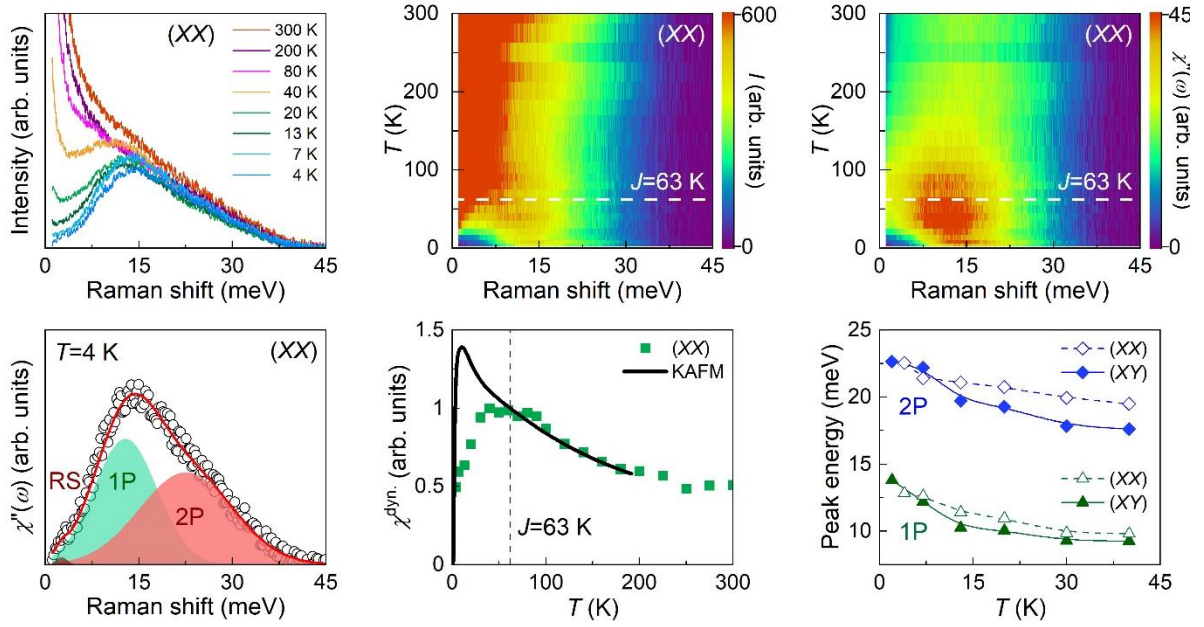 (XX)
300 K
200 K
80 K
40 K
20 K
13 K
7 K
4 K
Intensity (arb. units)
0 15 30 45
Raman shift (meV)
(XX)
J=63 K
T (K)
300
200
100
0
0 15 30 45
Raman shift (meV)
600
I (arb. units)
0
(XX)
J=63 K
T (K)
300
200
100
0
0 15 30 45
Raman shift (meV)
45
χ''(ω) (arb. units)
0
T=4 K
(XX)
RS
1P
2P
χ''(ω) (arb. units)
0 15 30 45
Raman shift (meV)
(XX)
KAFM
J=63 K
χdyn. (arb. units)
1.5
1
0.5
0
0 100 200 300
T (K)
(XX)
(XY)
2P
(XX)
(XY)
1P
Peak energy (meV)
25
20
15
10
0 15 30 45
T (K)